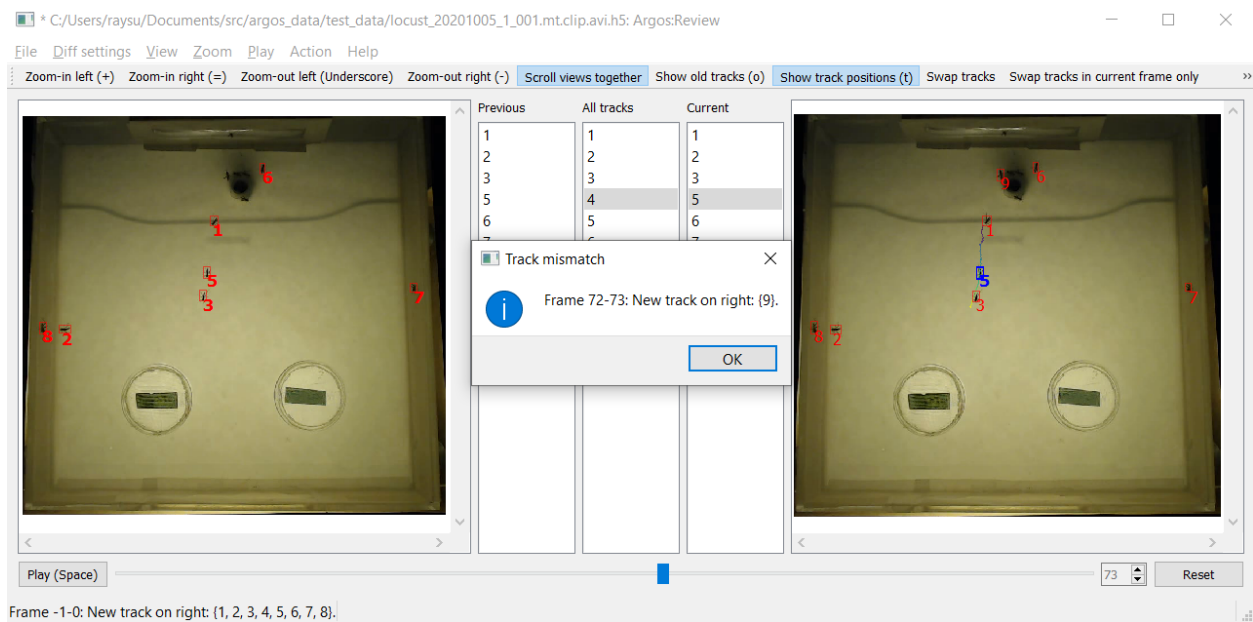 * C:/Users/raysu/Documents/src/argos_data/test_data/locust_20201005_1_001.mt.clip.avi.h5: Argos:Review
File Diff settings View Zoom Play Action Help
Zoom-in left (+) Zoom-in right (=) Zoom-out left (Underscore) Zoom-out right (-) Scroll views together Show old tracks (o) Show track positions (t) Swap tracks Swap tracks in current frame only »
Previous All tracks Current
1 1 1
2 2 2
3 3 3
5 4 5
6 5 6
6
1
5
3
7
8 2
9 6
1
5
3
7
8 2
Track mismatch
Frame 72-73: New track on right: {9}.
OK
Play (Space) 73 Reset
Frame -1-0: New track on right: {1, 2, 3, 4, 5, 6, 7, 8}.